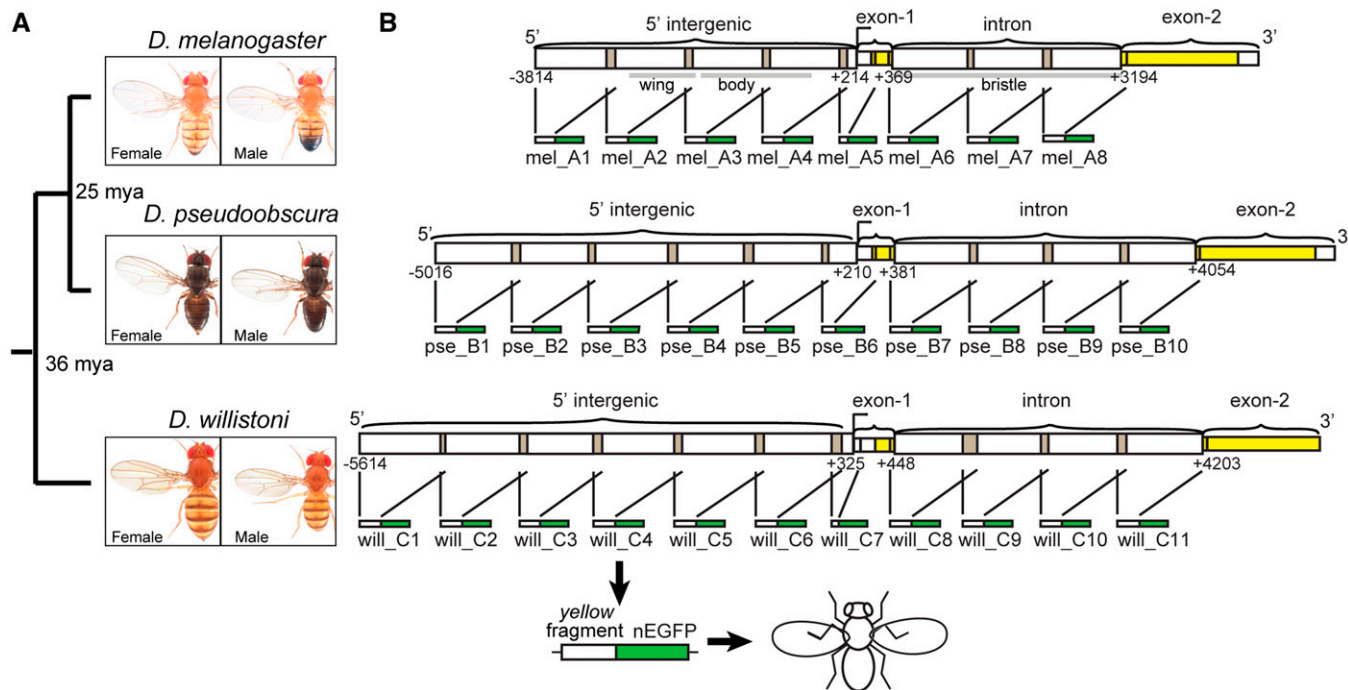 A
D. melanogaster
Female
Male
25 mya
D. pseudoobscura
Female
Male
36 mya
D. willistoni
Female
Male
B
5' intergenic exon-1 intron exon-2
5' 3'
-3814 wing body +214 +369 bristle +3194
mel_A1 mel_A2 mel_A3 mel_A4 mel_A5 mel_A6 mel_A7 mel_A8
5' intergenic exon-1 intron exon-2
5' 3
-5016 +210 +381 +4054
pse_B1 pse_B2 pse_B3 pse_B4 pse_B5 pse_B6 pse_B7 pse_B8 pse_B9 pse_B10
5' intergenic exon-1 intron exon-2
5' 3'
-5614 +325 +448 +4203
will_C1 will_C2 will_C3 will_C4 will_C5 will_C6 will_C7 will_C8 will_C9 will_C10 will_C11
yellow
fragment nEGFP